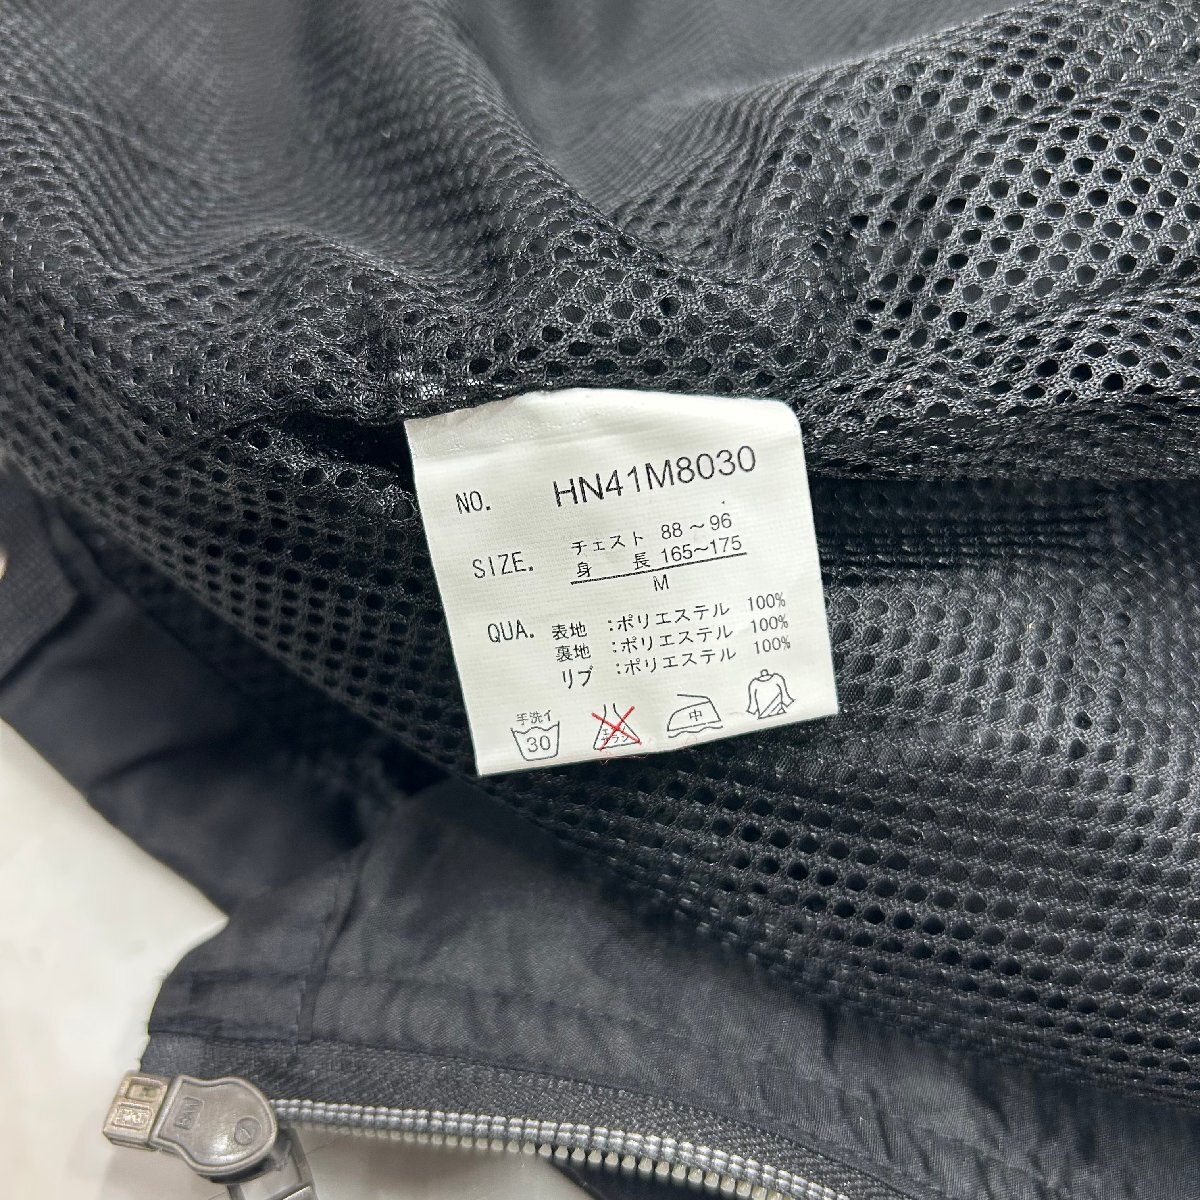 NO. HN41M8030
SIZE. チェスト 88～96
身 長 165～175
M
QUA. 表地 :ポリエステル 100%
裏地 :ポリエステル 100%
リブ :ポリエステル 100%
手洗イ
30
中